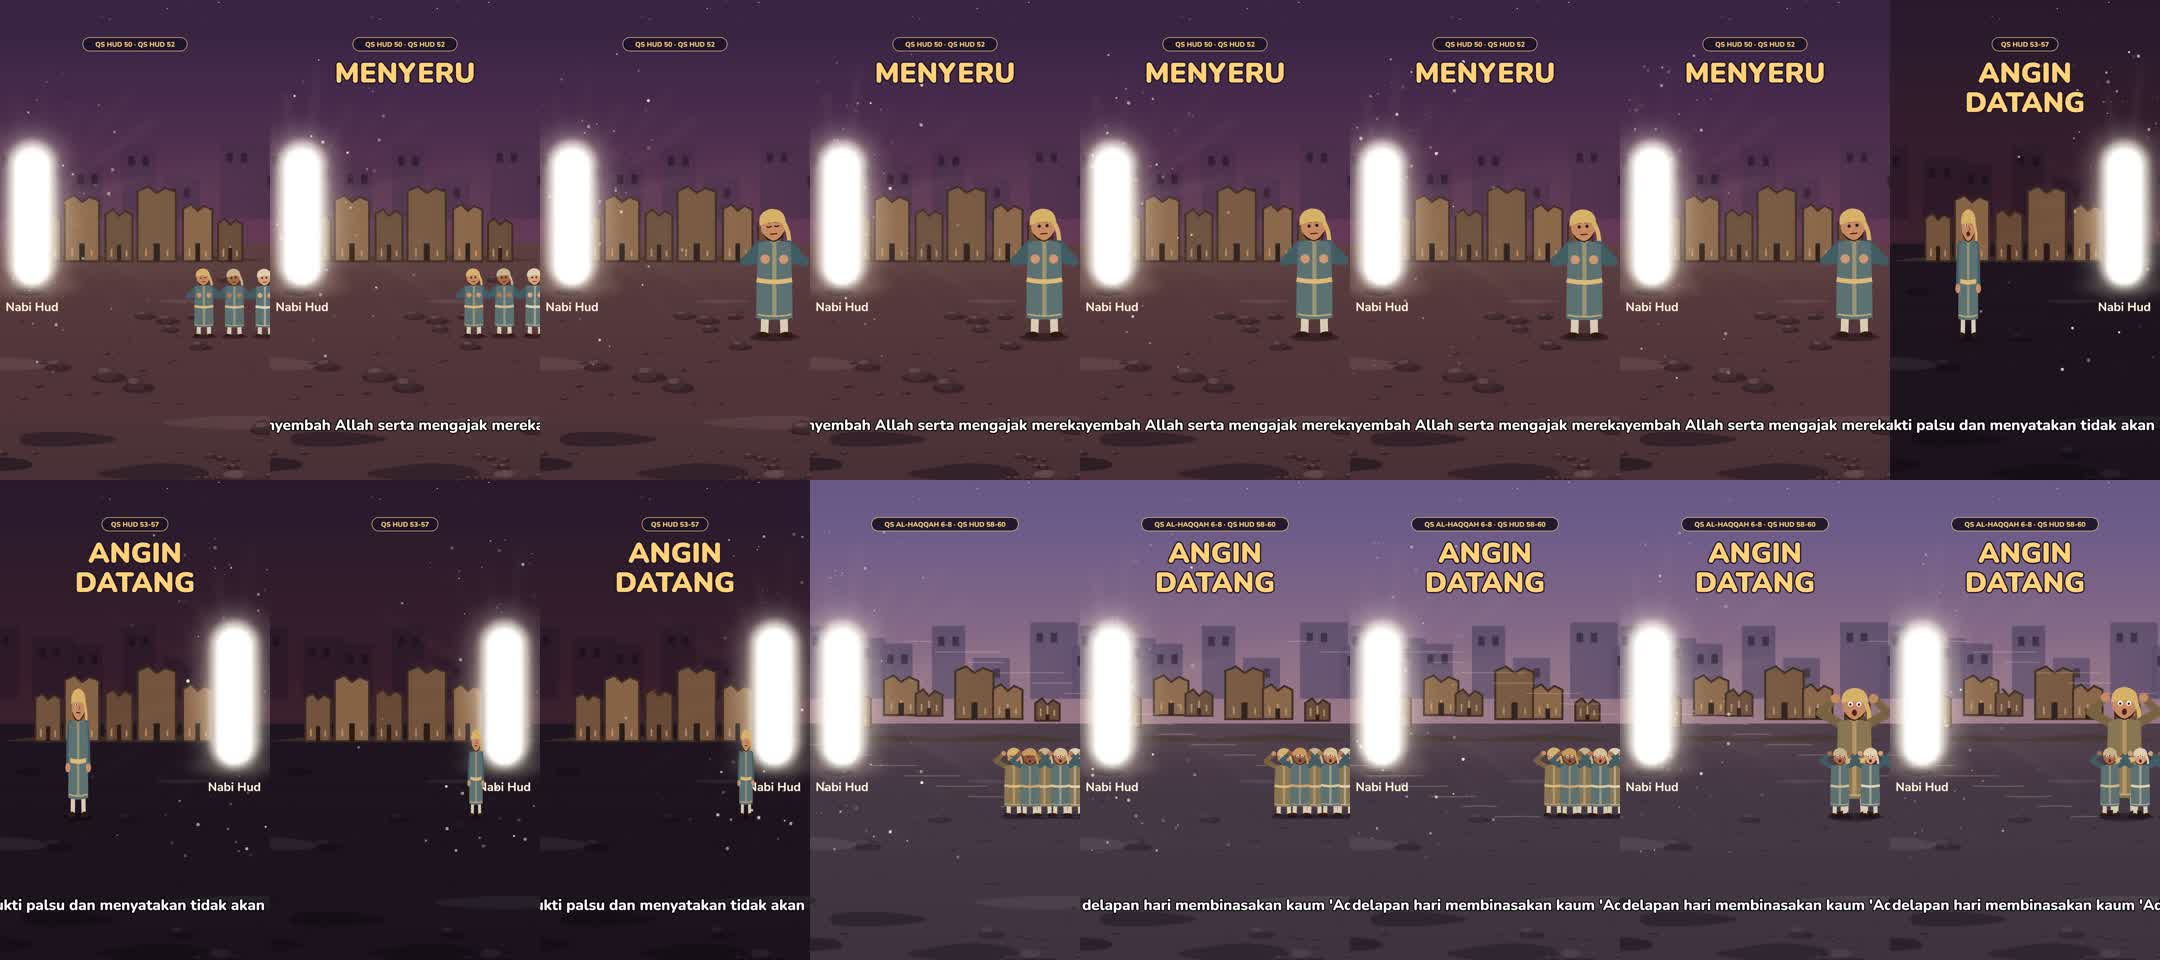 QS HUD 50 · QS HUD 52
Nabi Hud
QS HUD 50 · QS HUD 52
MENYERU
Nabi Hud
nyembah Allah serta mengajak mereka
QS HUD 50 · QS HUD 52
Nabi Hud
QS HUD 50 · QS HUD 52
MENYERU
Nabi Hud
nyembah Allah serta mengajak mereka
QS HUD 50 · QS HUD 52
MENYERU
Nabi Hud
nyembah Allah serta mengajak mereka
QS HUD 50 · QS HUD 52
MENYERU
Nabi Hud
nyembah Allah serta mengajak mereka
QS HUD 50 · QS HUD 52
MENYERU
Nabi Hud
nyembah Allah serta mengajak mereka
QS HUD 53-57
ANGIN
DATANG
Nabi Hud
ukti palsu dan menyatakan tidak akan
QS HUD 53-57
ANGIN
DATANG
Nabi Hud
ukti palsu dan menyatakan tidak akan
QS HUD 53-57
Nabi Hud
QS HUD 53-57
ANGIN
DATANG
Nabi Hud
ukti palsu dan menyatakan tidak akan
QS AL-HAQQAH 6-8 · QS HUD 58-60
Nabi Hud
QS AL-HAQQAH 6-8 · QS HUD 58-60
ANGIN
DATANG
Nabi Hud
delapan hari membinasakan kaum 'Ac
QS AL-HAQQAH 6-8 · QS HUD 58-60
ANGIN
DATANG
Nabi Hud
delapan hari membinasakan kaum 'Ac
QS AL-HAQQAH 6-8 · QS HUD 58-60
ANGIN
DATANG
Nabi Hud
delapan hari membinasakan kaum 'Ac
QS AL-HAQQAH 6-8 · QS HUD 58-60
ANGIN
DATANG
Nabi Hud
delapan hari membinasakan kaum 'Ac